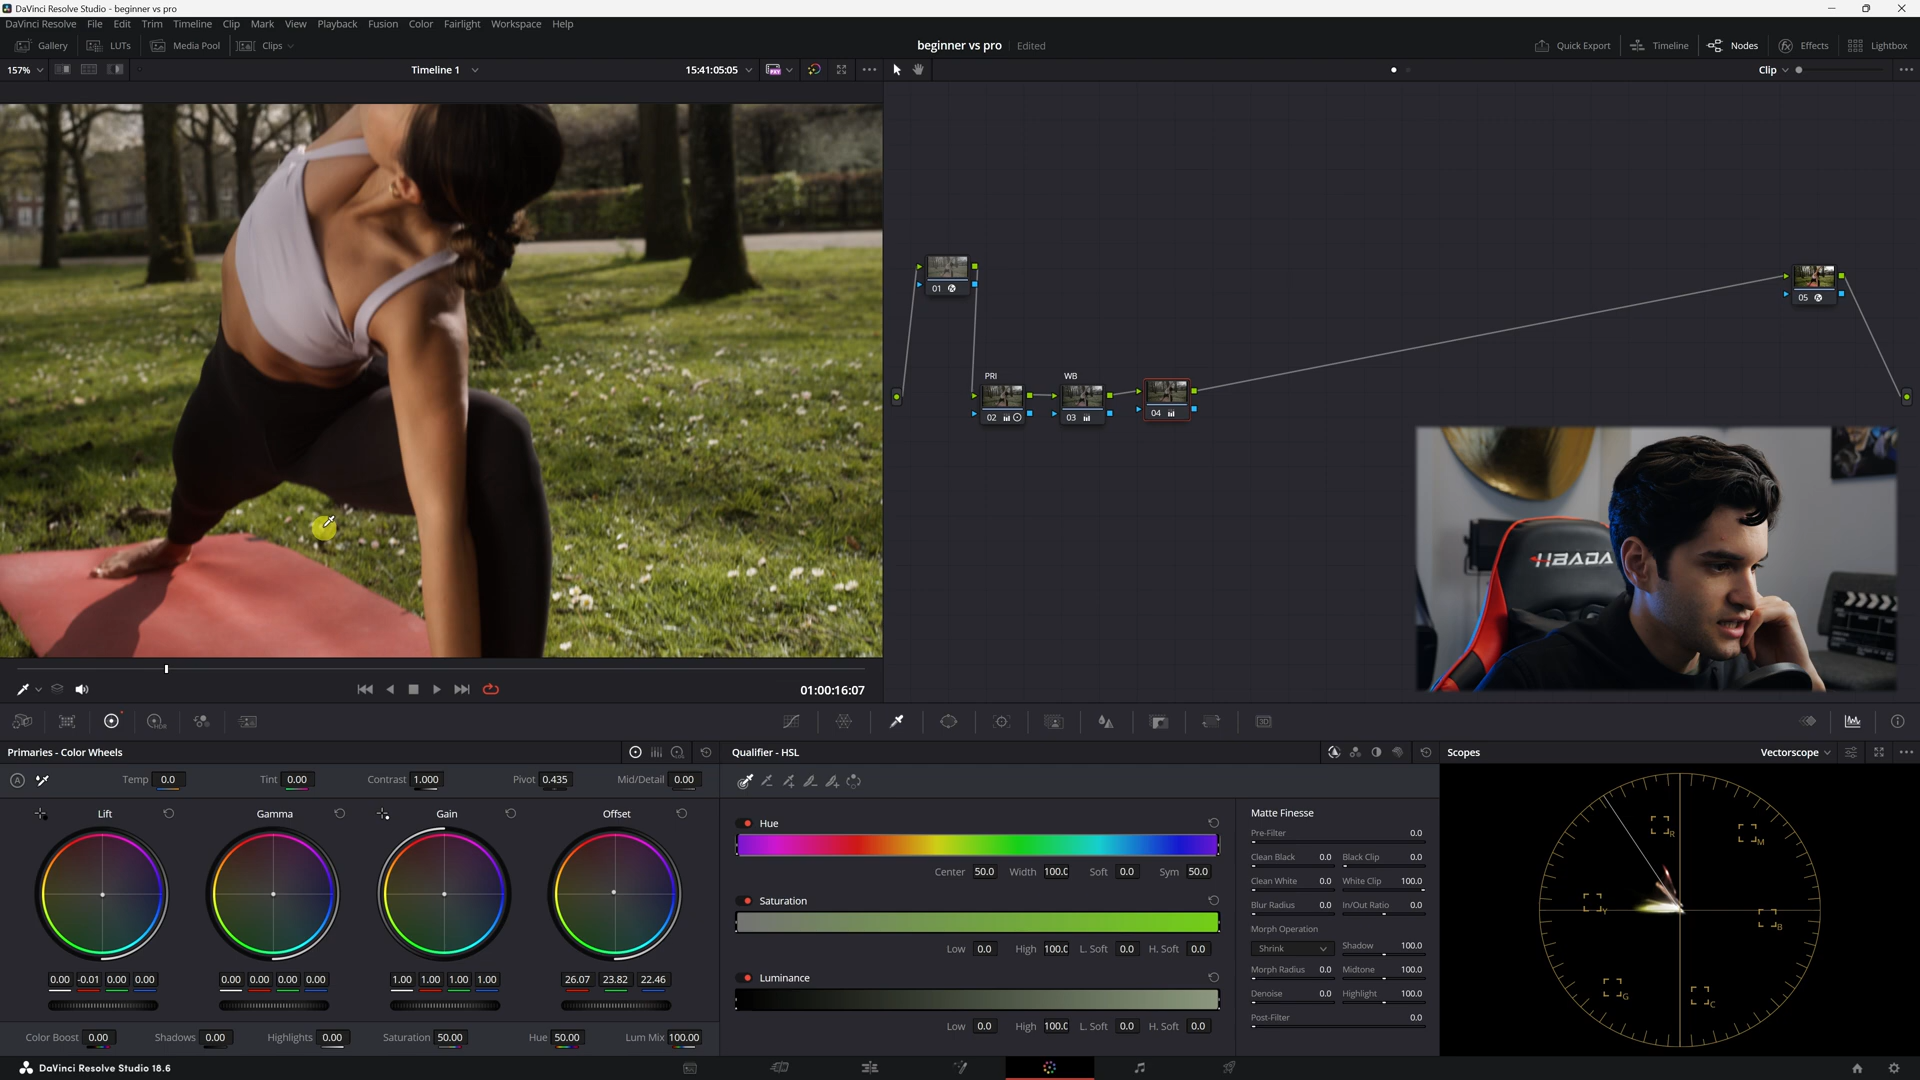 DaVinci Resolve Studio - beginner vs pro
DaVinci Resolve File Edit Trim Timeline Clip Mark View Playback Fusion Color Fairlight Workspace Help
Gallery LUTs Media Pool Clips beginner vs pro Edited Quick Export Timeline Nodes Effects Lightbox
157% Timeline 1 15:41:05:05 Clip
01
05
PRI WB
02 03 04
HBADA
01:00:16:07
Primaries - Color Wheels Qualifier - HSL Scopes Vectorscope
Temp 0.0 Tint 0.00 Contrast 1.000 Pivot 0.435 Mid/Detail 0.00
Lift Gamma Gain Offset
0.00 -0.01 0.00 0.00 0.00 0.00 0.00 0.00 1.00 1.00 1.00 1.00 26.07 23.82 22.46
Color Boost 0.00 Shadows 0.00 Highlights 0.00 Saturation 50.00 Hue 50.00 Lum Mix 100.00
Hue
Center 50.0 Width 100.0 Soft 0.0 Sym 50.0
Saturation
Low 0.0 High 100.0 L. Soft 0.0 H. Soft 0.0
Luminance
Low 0.0 High 100.0 L. Soft 0.0 H. Soft 0.0
Matte Finesse
Pre-Filter 0.0
Clean Black 0.0 Black Clip 0.0
Clean White 0.0 White Clip 100.0
Blur Radius 0.0 In/Out Ratio 0.0
Morph Operation
Shrink Shadow 100.0
Morph Radius 0.0 Midtone 100.0
Denoise 0.0 Highlight 100.0
Post-Filter 0.0
R M
Y B
G C
DaVinci Resolve Studio 18.6